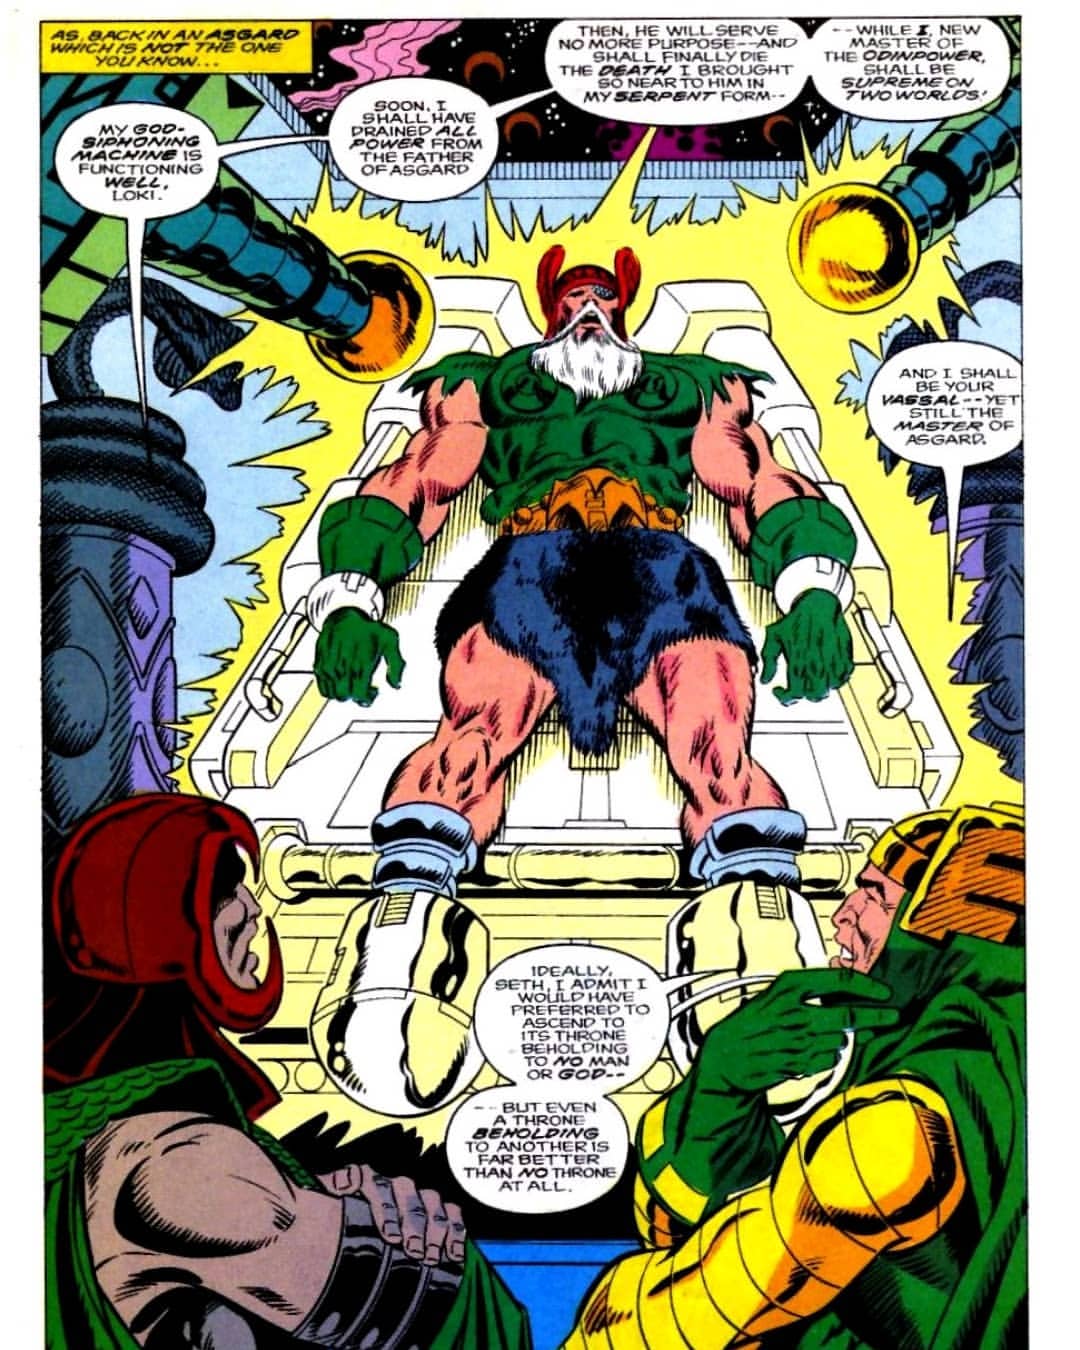 AS, BACK IN AN ASGARD
WHICH IS NOT THE ONE
YOU KNOW...
MY GOD-
SIPHONING
MACHINE IS
FUNCTIONING
WELL,
LOKI.
SOON, I
SHALL HAVE
DRAINED ALL
POWER FROM
THE FATHER
OF ASGARD
THEN, HE WILL SERVE
NO MORE PURPOSE--AND
SHALL FINALLY DIE
THE DEATH I BROUGHT
SO NEAR TO HIM IN
MY SERPENT FORM--
--WHILE I, NEW
MASTER OF
THE ODINPOWER,
SHALL BE
SUPREME ON
TWO WORLDS!
AND I SHALL
BE YOUR
VASSAL--YET
STILL THE
MASTER OF
ASGARD.
IDEALLY,
SETH, I ADMIT I
WOULD HAVE
PREFERRED TO
ASCEND TO
ITS THRONE
BEHOLDING
TO NO MAN
OR GOD--
--BUT EVEN
A THRONE
BEHOLDING
TO ANOTHER IS
FAR BETTER
THAN NO THRONE
AT ALL.